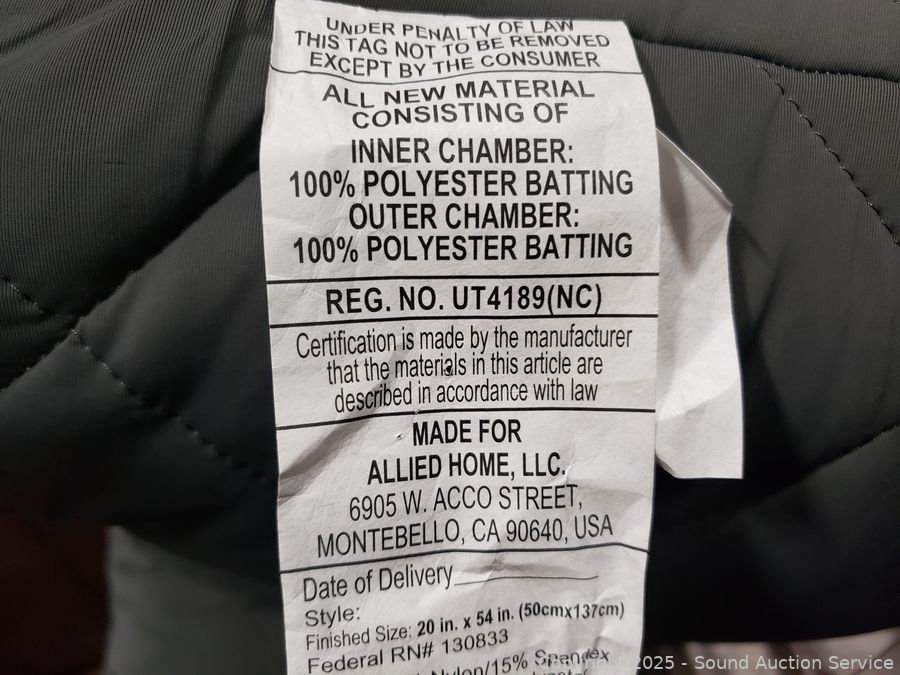 UNDER PENALTY OF LAW
THIS TAG NOT TO BE REMOVED
EXCEPT BY THE CONSUMER
ALL NEW MATERIAL
CONSISTING OF
INNER CHAMBER:
100% POLYESTER BATTING
OUTER CHAMBER:
100% POLYESTER BATTING
REG. NO. UT4189(NC)
Certification is made by the manufacturer
that the materials in this article are
described in accordance with law
MADE FOR
ALLIED HOME, LLC.
6905 W. ACCO STREET,
MONTEBELLO, CA 90640, USA
Date of Delivery
Style:
Finished Size: 20 in. x 54 in. (50cmx137cm)
Federal RN# 130833
Nylon/15% Spandex
2025 - Sound Auction Service